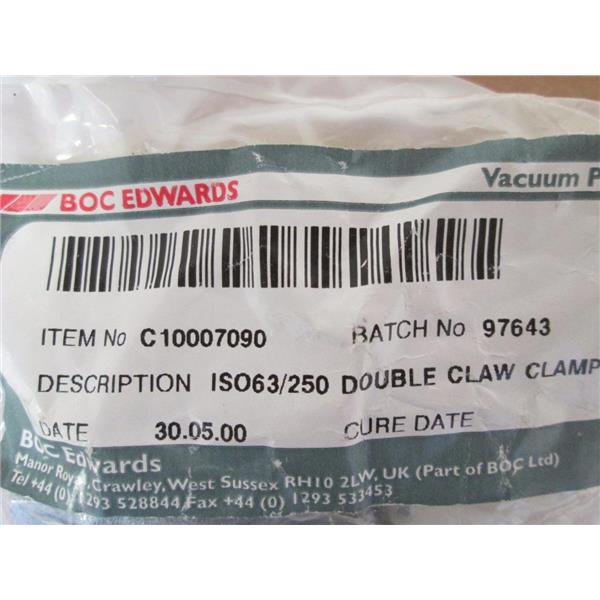 BOC EDWARDS
Vacuum P
ITEM No C10007090 BATCH No 97643
DESCRIPTION ISO63/250 DOUBLE CLAW CLAMP
DATE 30.05.00 CURE DATE
BOC Edwards
Manor Royal, Crawley, West Sussex RH10 2LW, UK (Part of BOC Ltd)
Tel +44 (0) 1293 528844 Fax +44 (0) 1293 533453